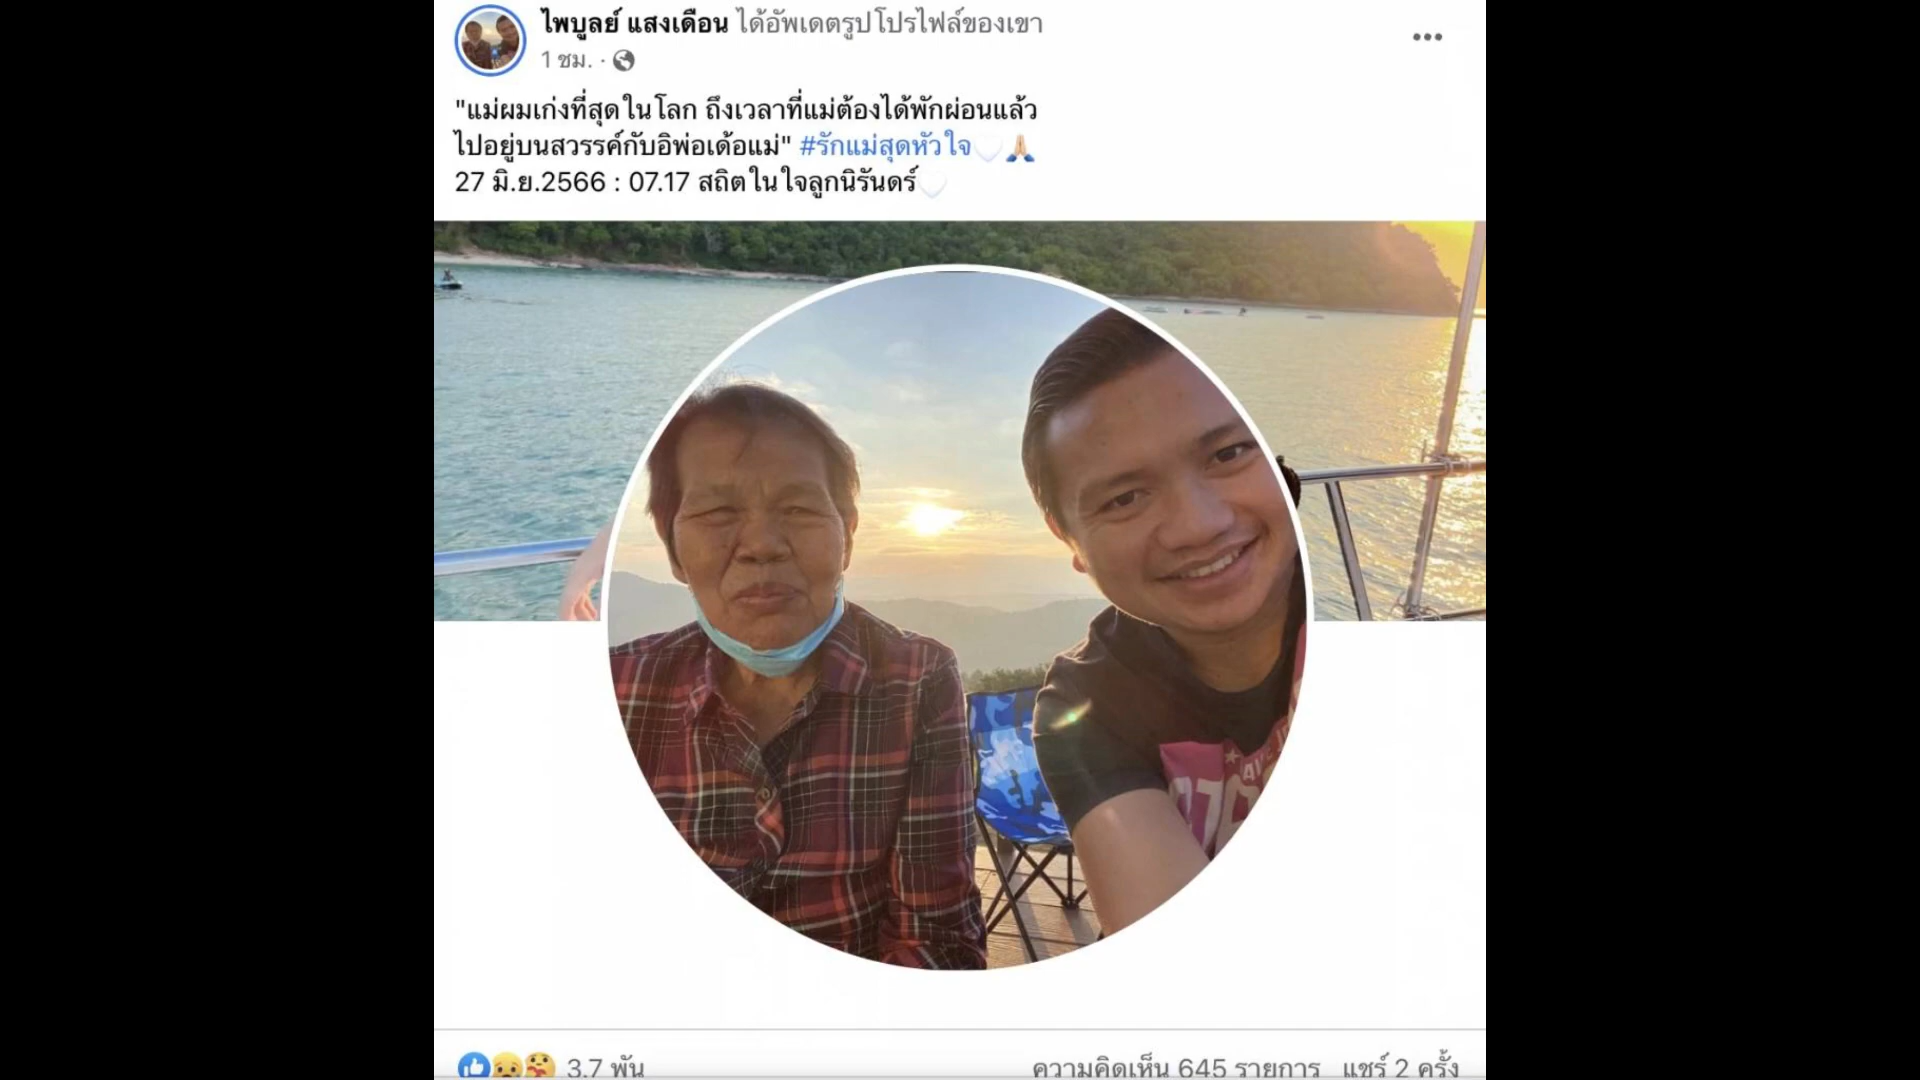 ไพบูลย์ แสงเดือน ได้อัพเดตรูปโปรไฟล์ของเขา
1 ชม. ·
"แม่ผมเก่งที่สุดในโลก ถึงเวลาที่แม่ต้องได้พักผ่อนแล้ว
ไปอยู่บนสวรรค์กับอิพ่อเด้อแม่" #รักแม่สุดหัวใจ🤍🙏🏻
27 มิ.ย.2566 : 07.17 สถิตในใจลูกนิรันดร์🤍
3.7 พัน ความคิดเห็น 645 รายการ แชร์ 2 ครั้ง